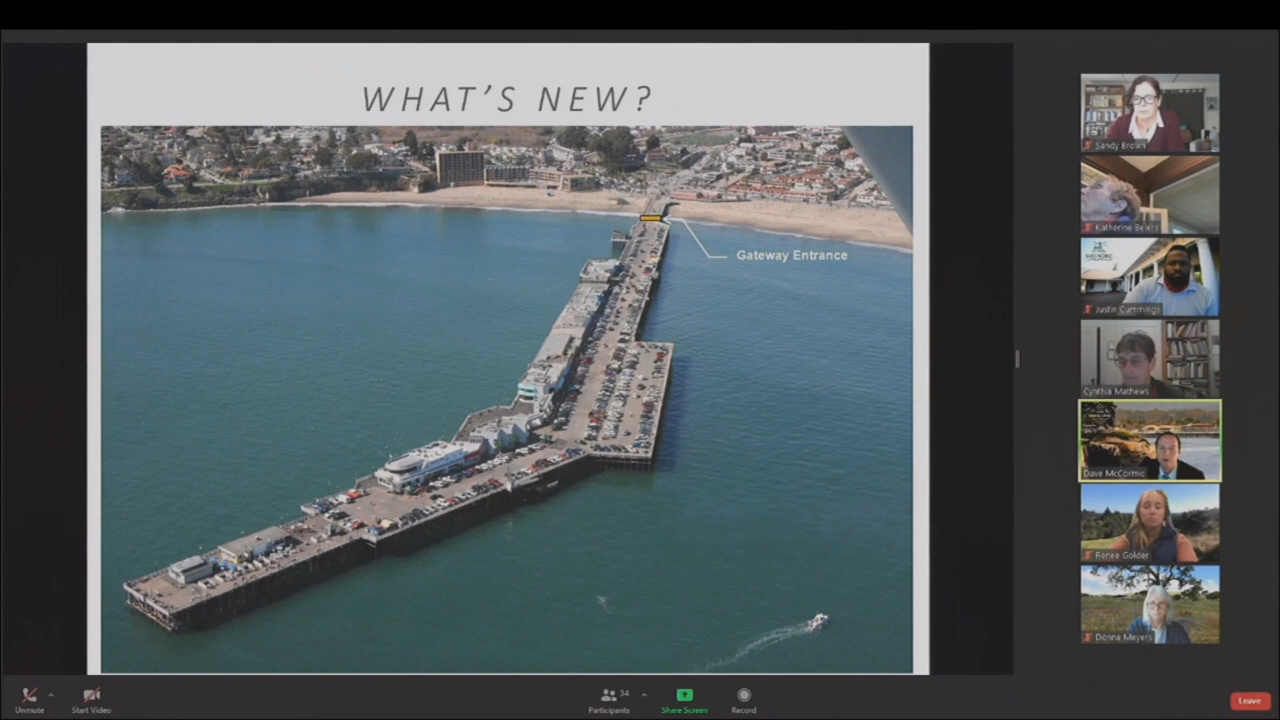 WHAT'S NEW?
Gateway Entrance
Sandy Brown
Katherine Beiers
Justin Cummings
Cynthia Mathews
Dave McCormic
Renee Golder
Donna Meyers
Unmute
Start Video
34
Participants
Share Screen
Record
Leave